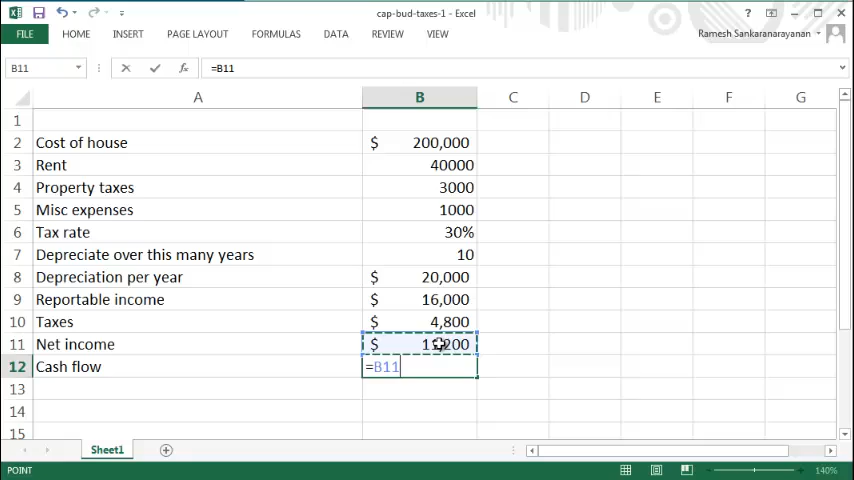 cap-bud-taxes-1 - Excel
FILE HOME INSERT PAGE LAYOUT FORMULAS DATA REVIEW VIEW Ramesh Sankaranarayanan
B11 fx =B11
A B C D E F G
1
2 Cost of house $ 200,000
3 Rent 40000
4 Property taxes 3000
5 Misc expenses 1000
6 Tax rate 30%
7 Depreciate over this many years 10
8 Depreciation per year $ 20,000
9 Reportable income $ 16,000
10 Taxes $ 4,800
11 Net income $ 11,200
12 Cash flow =B11
13
14
15
Sheet1
POINT 140%